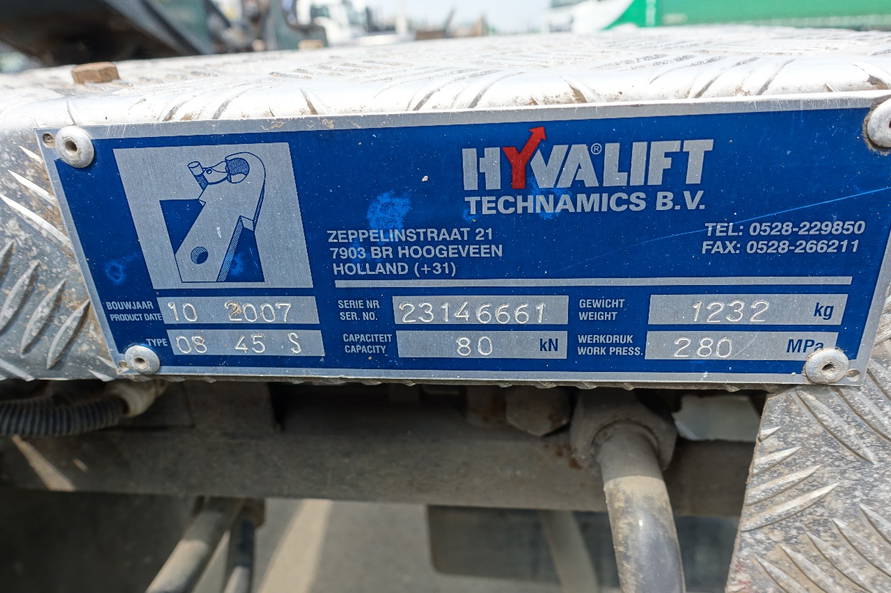 HYVA®LIFT
TECHNAMICS B.V.
ZEPPELINSTRAAT 21
7903 BR HOOGEVEEN
HOLLAND (+31)
TEL: 0528-229850
FAX: 0528-266211
BOUWJAAR
PRODUCT DATE
10 2007
SERIE NR
SER. NO.
23146661
GEWICHT
WEIGHT
1232 kg
TYPE
08 45 S
CAPACITEIT
CAPACITY
80 kN
WERKDRUK
WORK PRESS.
280 MPa